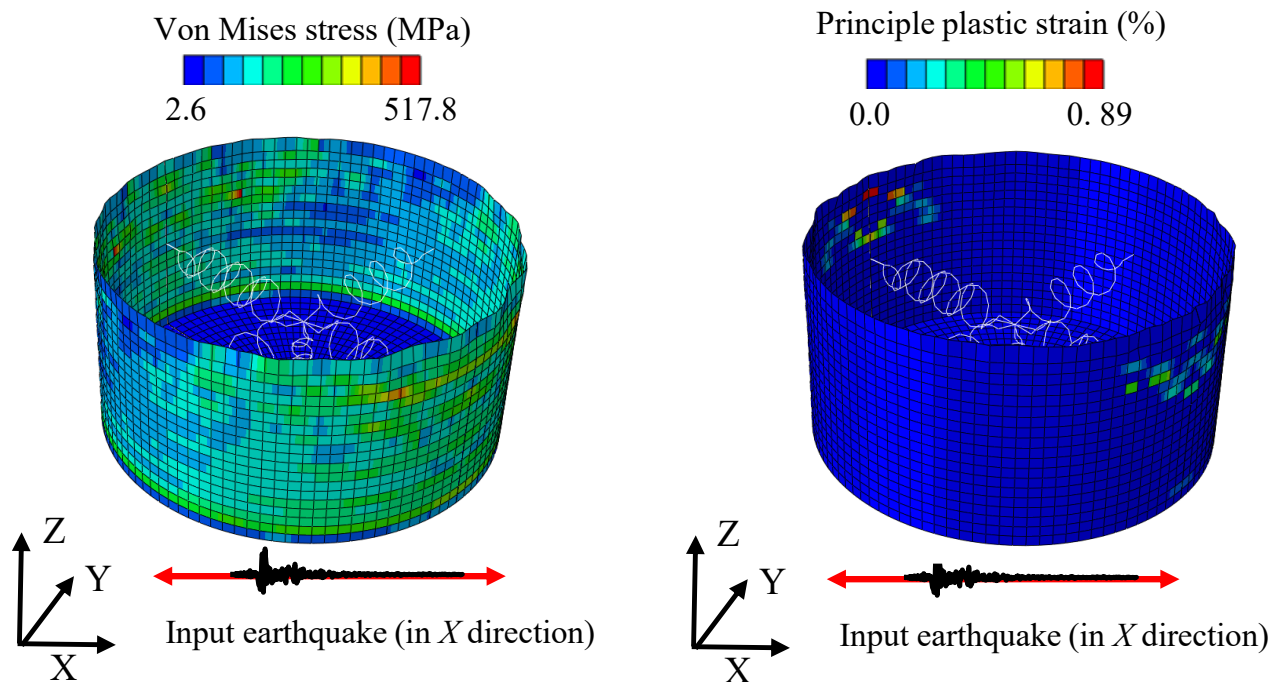 Von Mises stress (MPa)
2.6 517.8
Z
Y
X
Input earthquake (in X direction)
Principle plastic strain (%)
0.0 0. 89
Z
Y
X
Input earthquake (in X direction)